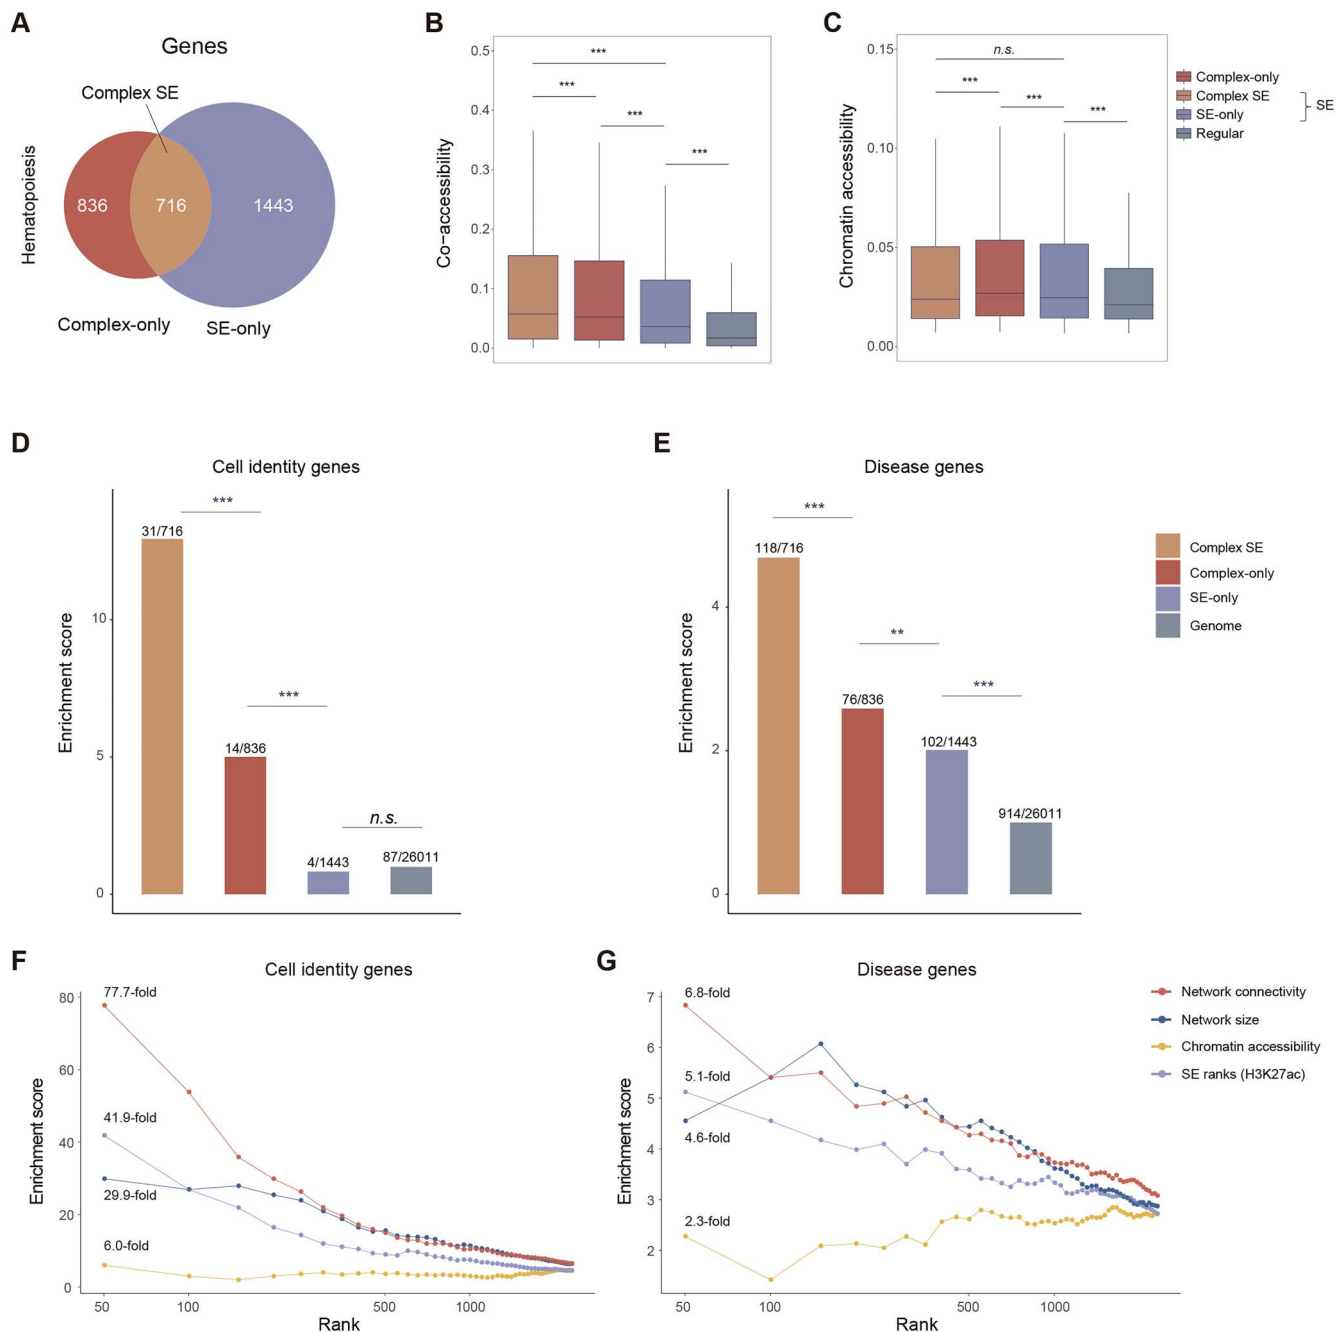 A
Genes
Complex SE
Hematopoiesis
836
716
1443
Complex-only
SE-only
B
Co−accessibility
0.5
0.4
0.3
0.2
0.1
0.0
***
***
***
***
C
Chromatin accessibility
0.15
0.10
0.05
0.00
n.s.
***
***
***
Complex-only
Complex SE
SE-only
Regular
SE
D
Cell identity genes
Enrichment score
10
5
0
31/716
***
14/836
***
4/1443
n.s.
87/26011
E
Disease genes
Enrichment score
4
2
0
***
118/716
**
76/836
***
102/1443
914/26011
Complex SE
Complex-only
SE-only
Genome
F
Cell identity genes
Enrichment score
80
60
40
20
0
77.7-fold
41.9-fold
29.9-fold
6.0-fold
50
100
500
1000
Rank
G
Disease genes
Enrichment score
7
6
5
4
3
2
6.8-fold
5.1-fold
4.6-fold
2.3-fold
50
100
500
1000
Rank
Network connectivity
Network size
Chromatin accessibility
SE ranks (H3K27ac)